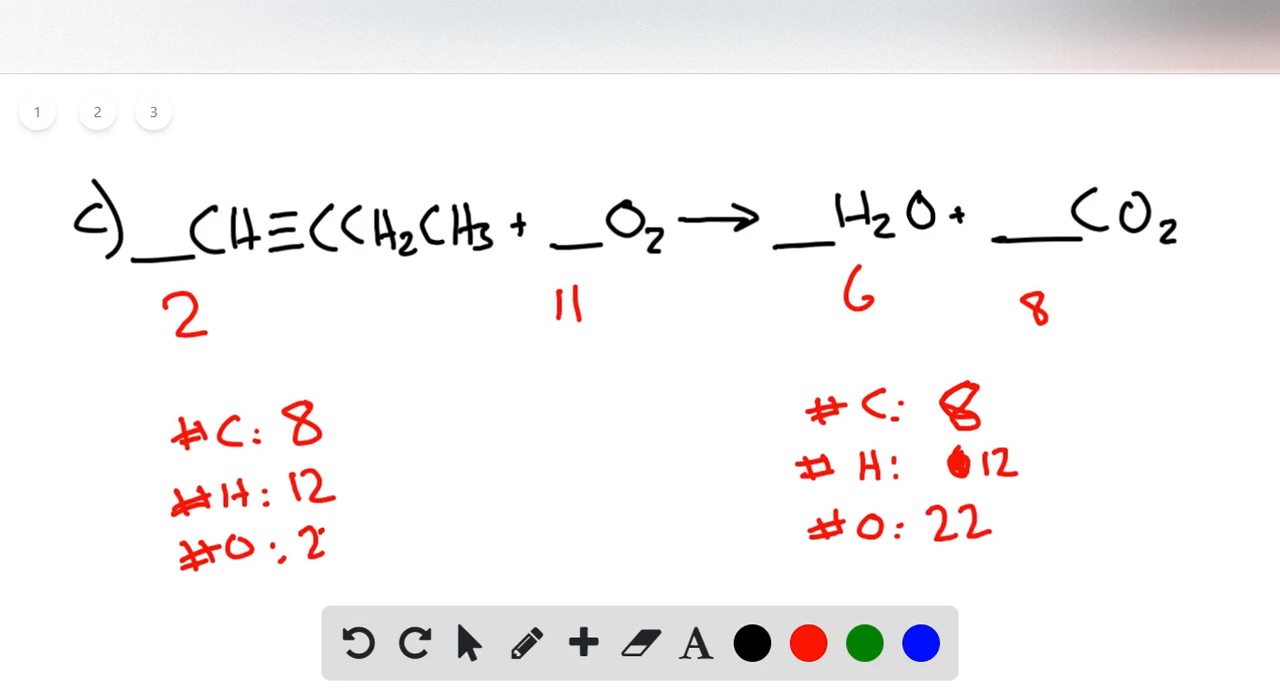 1 2 3
c) __CH≡CCH₂CH₃ + __O₂ → __H₂O + __CO₂
2 11 6 8
#C: 8 #C: 8
#H: 12 #H: 12
#O: 2 #O: 22
A